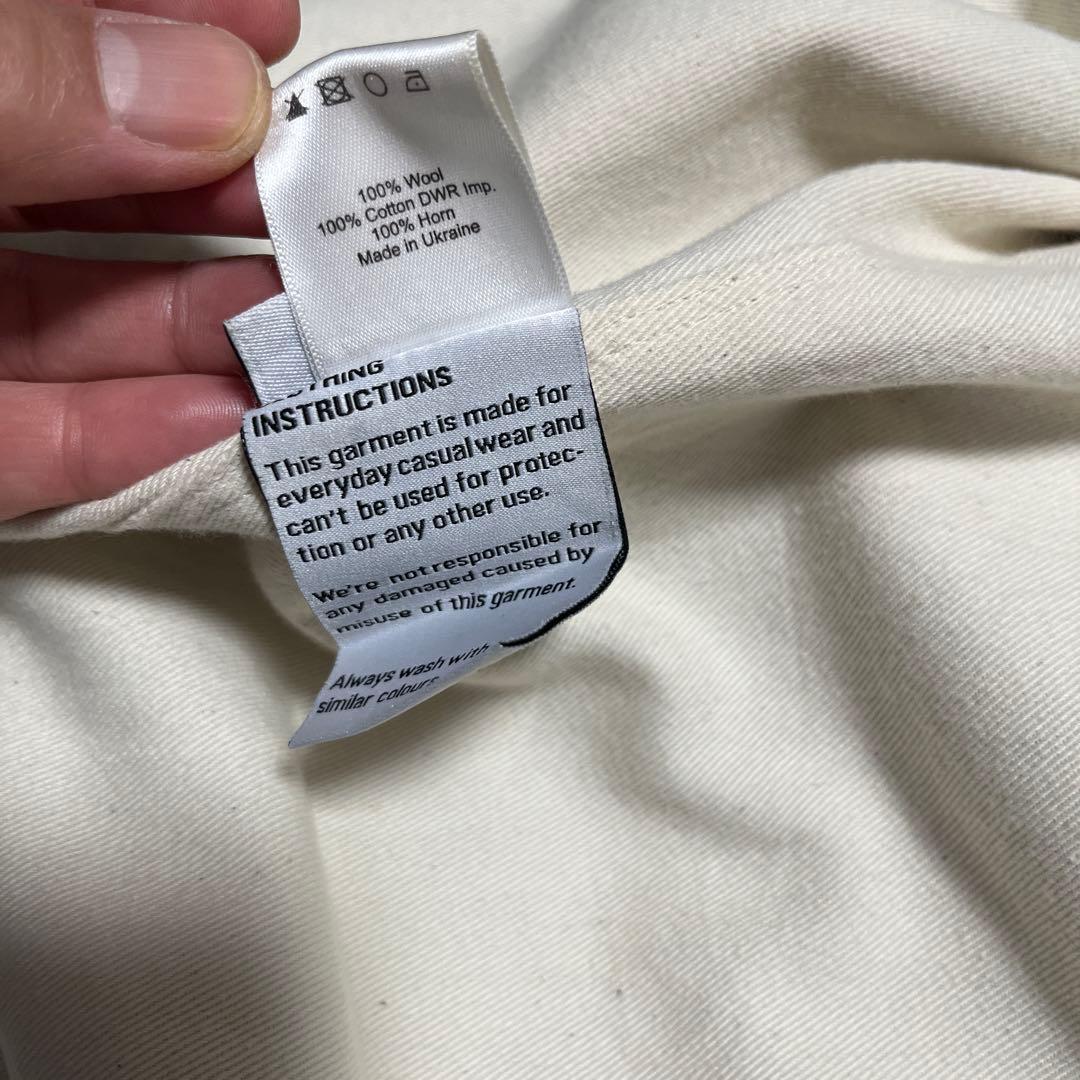 100% Wool
100% Cotton DWR Imp.
100% Horn
Made in Ukraine
INSTRUCTIONS
This garment is made for
everyday casual wear and
can't be used for protec-
tion or any other use.
We're not responsible for
any damaged caused by
misuse of this garment.
Always wash with
similar colours